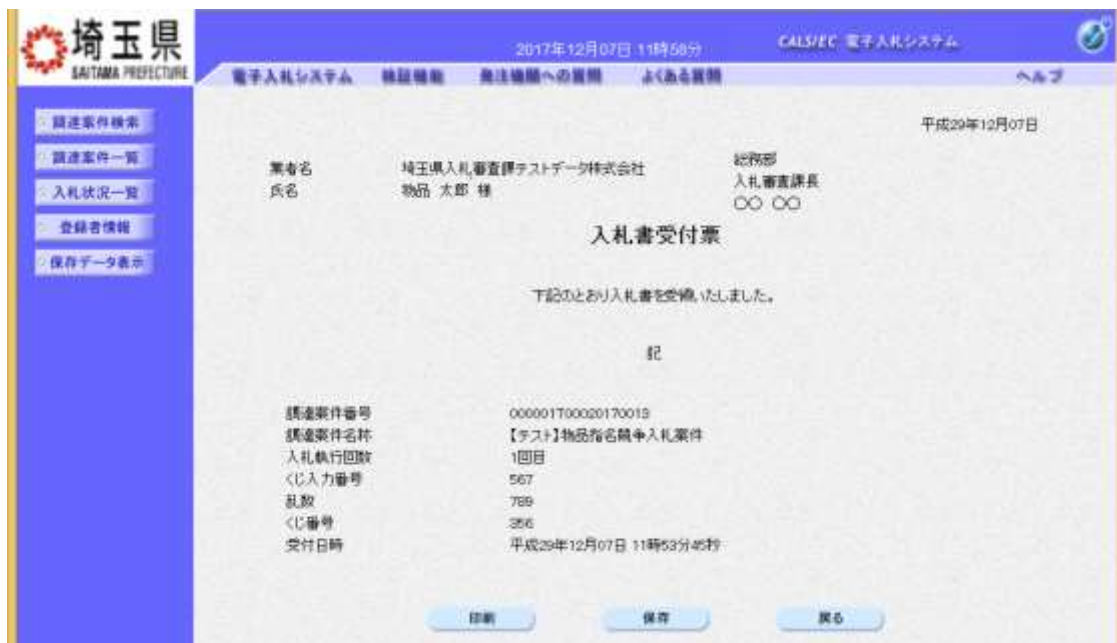 埼玉県
SAITAMA PREFECTURE
2017年12月07日 11時58分
CALS/EC 電子入札システム
電子入札システム 検証機能 発注機関への質問 よくある質問 ヘルプ
調達案件検索
調達案件一覧
入札状況一覧
登録者情報
保存データ表示
平成29年12月07日
業者名 埼玉県入札審査課テストデータ株式会社
氏名 物品 太郎 様
総務部
入札審査課長
○○ ○○
入札書受付票
下記のとおり入札書を受領いたしました。
記
調達案件番号 000001T00020170019
調達案件名称 【テスト】物品指名競争入札案件
入札執行回数 1回目
くじ入力番号 567
乱数 789
くじ番号 356
受付日時 平成29年12月07日 11時53分45秒
印刷 保存 戻る